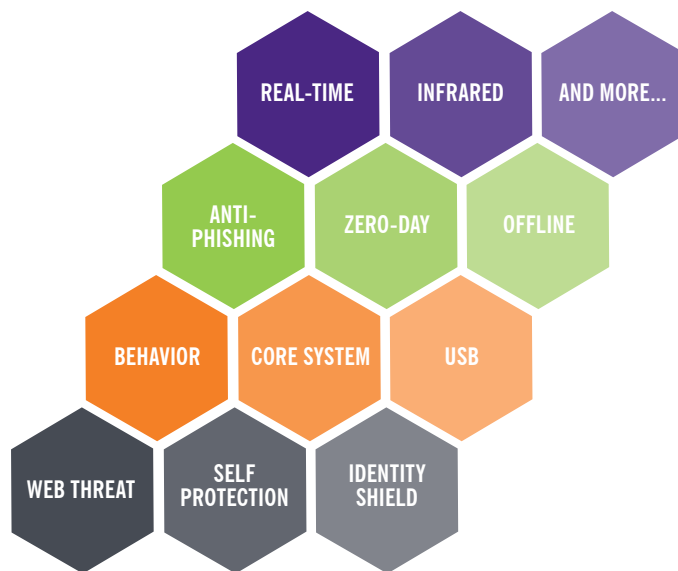 REAL-TIME
INFRARED
AND MORE...
ANTI-
PHISHING
ZERO-DAY
OFFLINE
BEHAVIOR
CORE SYSTEM
USB
WEB THREAT
SELF
PROTECTION
IDENTITY
SHIELD